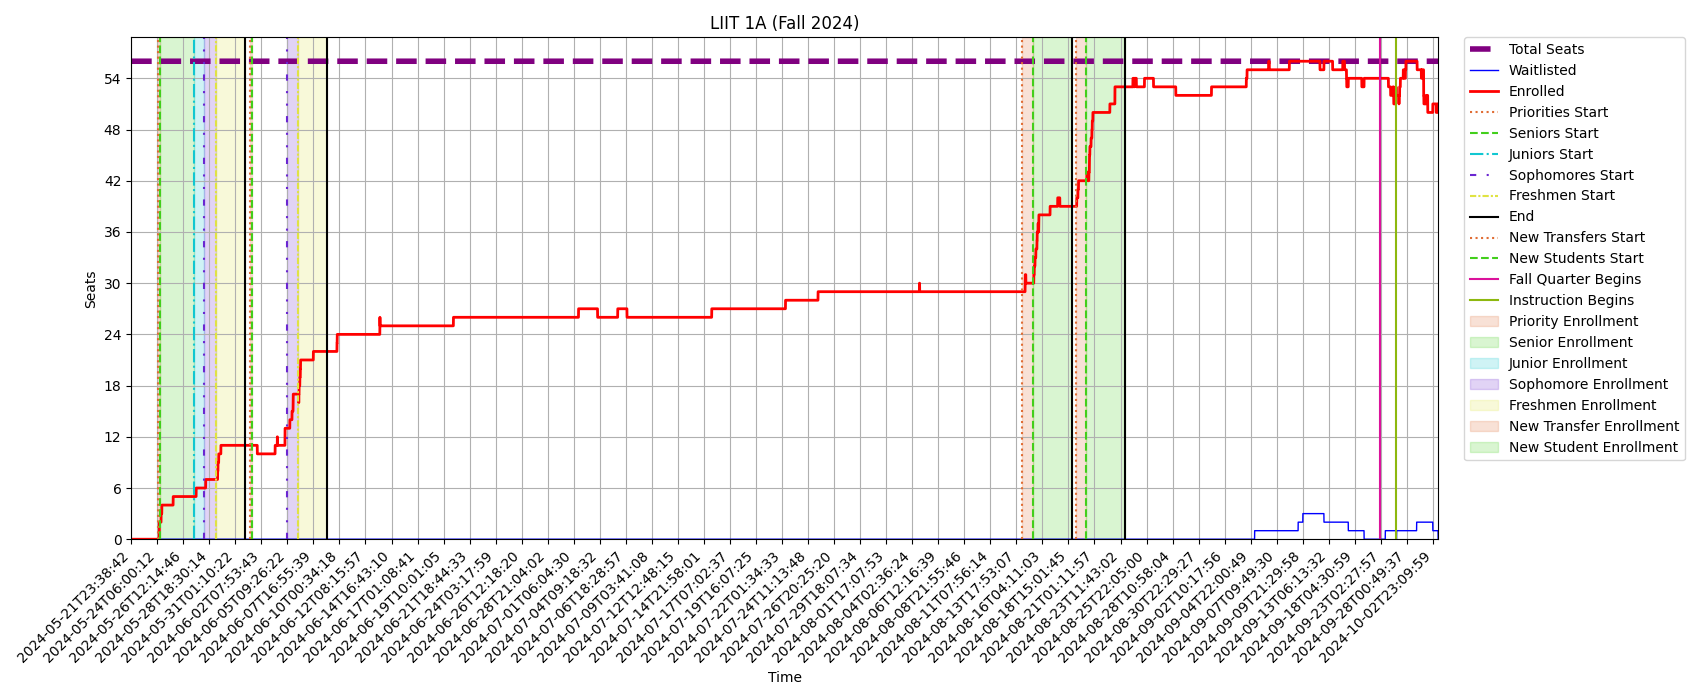 LIIT 1A (Fall 2024)
Seats
54
48
42
36
30
24
18
12
6
0
2024-05-21T23:38:42
2024-05-24T06:00:12
2024-05-26T12:14:46
2024-05-28T18:30:14
2024-05-31T01:10:22
2024-06-02T07:53:43
2024-06-05T09:26:22
2024-06-07T16:55:39
2024-06-10T00:34:18
2024-06-12T08:15:57
2024-06-14T16:43:10
2024-06-17T01:08:41
2024-06-19T10:01:05
2024-06-21T18:44:33
2024-06-24T03:17:59
2024-06-26T12:18:20
2024-06-28T21:04:02
2024-07-01T06:04:30
2024-07-04T09:18:32
2024-07-06T18:28:57
2024-07-09T03:41:08
2024-07-12T12:48:15
2024-07-14T21:58:01
2024-07-17T07:02:37
2024-07-19T16:07:25
2024-07-22T01:34:33
2024-07-24T11:13:48
2024-07-26T20:25:20
2024-07-29T18:07:34
2024-08-01T17:07:53
2024-08-04T02:36:24
2024-08-06T12:16:39
2024-08-08T21:55:46
2024-08-11T07:56:14
2024-08-13T17:53:07
2024-08-16T04:11:03
2024-08-18T15:01:45
2024-08-21T01:11:57
2024-08-23T11:43:02
2024-08-25T22:05:00
2024-08-28T10:58:04
2024-08-30T22:29:27
2024-09-02T10:17:56
2024-09-04T22:00:49
2024-09-07T09:49:30
2024-09-09T21:29:58
2024-09-13T06:13:32
2024-09-18T04:30:59
2024-09-23T02:27:57
2024-09-28T00:49:37
2024-10-02T23:09:59
Time
Total Seats
Waitlisted
Enrolled
Priorities Start
Seniors Start
Juniors Start
Sophomores Start
Freshmen Start
End
New Transfers Start
New Students Start
Fall Quarter Begins
Instruction Begins
Priority Enrollment
Senior Enrollment
Junior Enrollment
Sophomore Enrollment
Freshmen Enrollment
New Transfer Enrollment
New Student Enrollment